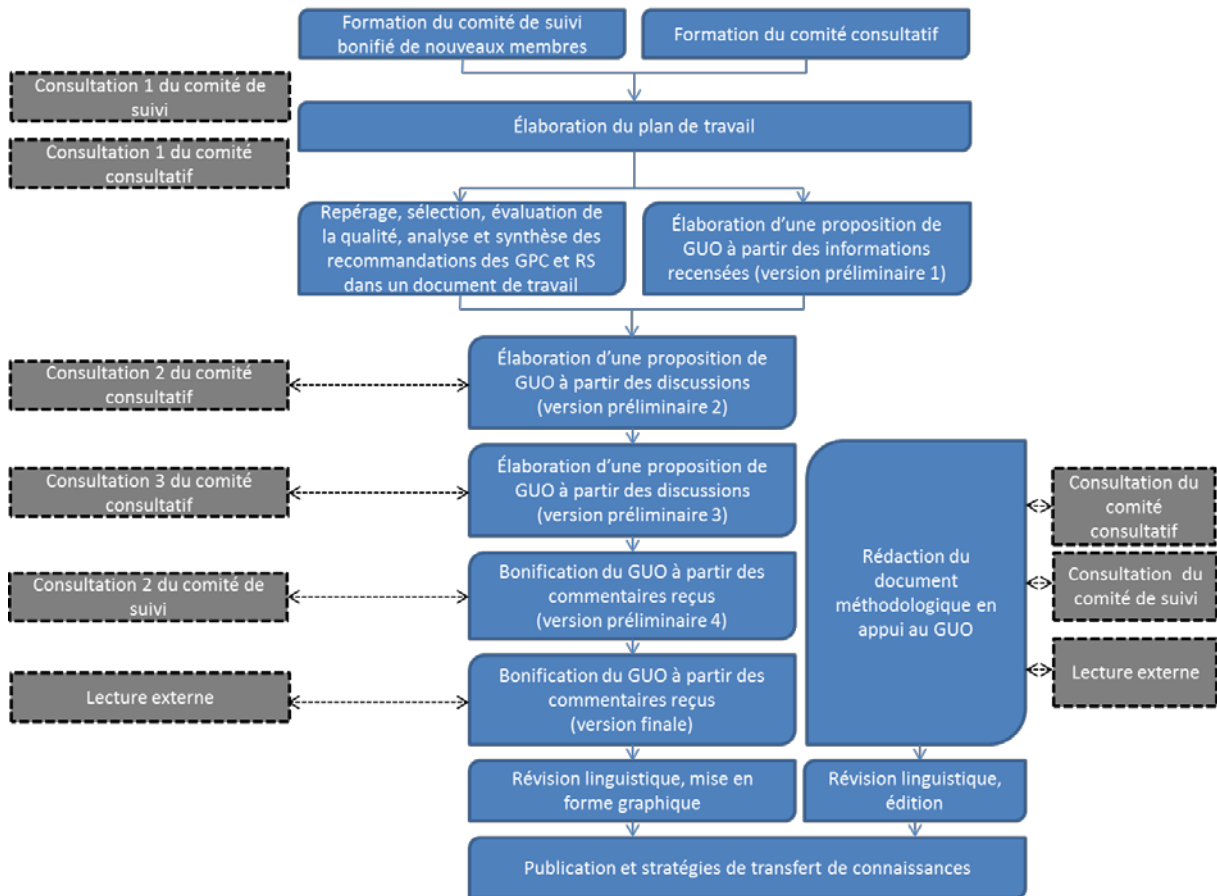 Formation du comité de suivi
bonifié de nouveaux membres
Formation du comité consultatif
Consultation 1 du comité de
suivi
Élaboration du plan de travail
Consultation 1 du comité
consultatif
Repérage, sélection, évaluation de
la qualité, analyse et synthèse des
recommandations des GPC et RS
dans un document de travail
Élaboration d'une proposition de
GUO à partir des informations
recensées (version préliminaire 1)
Consultation 2 du comité
consultatif
Élaboration d'une proposition de
GUO à partir des discussions
(version préliminaire 2)
Consultation 3 du comité
consultatif
Élaboration d'une proposition de
GUO à partir des discussions
(version préliminaire 3)
Consultation 2 du comité de
suivi
Bonification du GUO à partir des
commentaires reçus
(version préliminaire 4)
Lecture externe
Bonification du GUO à partir des
commentaires reçus
(version finale)
Rédaction du
document
méthodologique en
appui au GUO
Consultation du
comité
consultatif
Consultation du
comité de suivi
Lecture externe
Révision linguistique, mise en
forme graphique
Révision linguistique,
édition
Publication et stratégies de transfert de connaissances